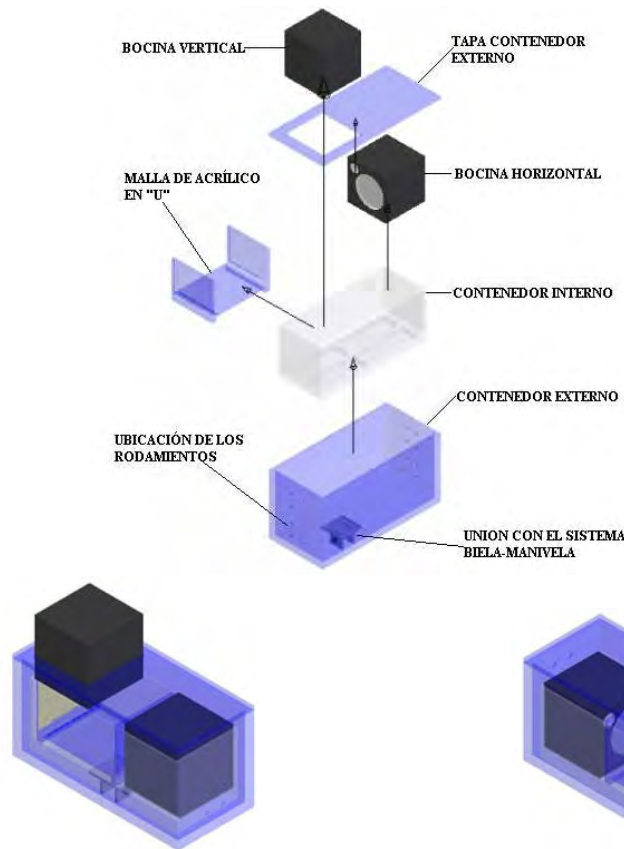 BOCINA VERTICAL
TAPA CONTENEDOR
EXTERNO
MALLA DE ACRÍLICO
EN "U"
BOCINA HORIZONTAL
CONTENEDOR INTERNO
CONTENEDOR EXTERNO
UBICACIÓN DE LOS
RODAMIENTOS
UNION CON EL SISTEMA
BIELA-MANIVELA